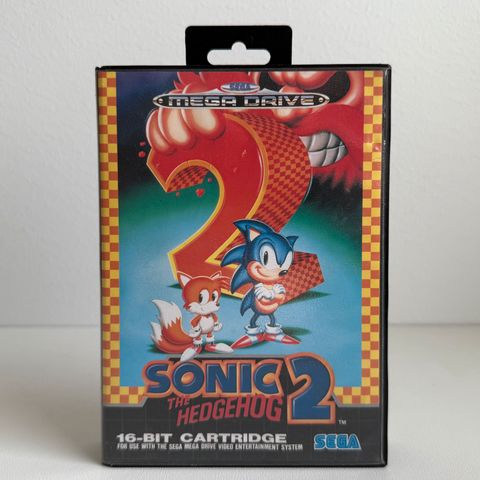 SEGA
MEGA DRIVE
2
SONIC
THE
HEDGEHOG 2
TM
16-BIT CARTRIDGE
SEGA
FOR USE WITH THE SEGA MEGA DRIVE VIDEO ENTERTAINMENT SYSTEM